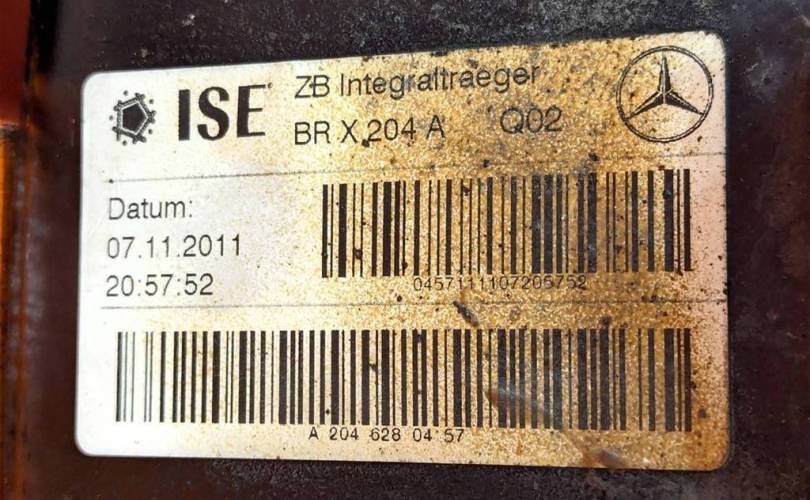 ISE
ZB Integraltraeger
BR X 204 A Q02
Datum:
07.11.2011
20:57:52
0457111107205752
A 204 628 04 57